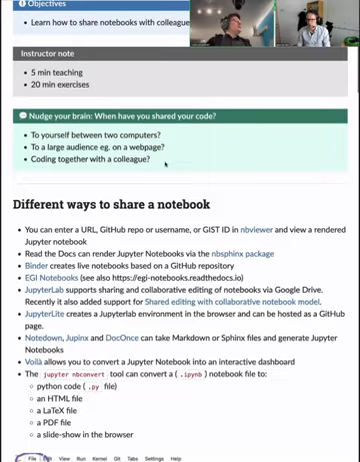 Objectives
Learn how to share notebooks with colleague
Instructor note
5 min teaching
20 min exercises
Nudge your brain: When have you shared your code?
To yourself between two computers?
To a large audience eg. on a webpage?
Coding together with a colleague?
Different ways to share a notebook
You can enter a URL, GitHub repo or username, or GIST ID in nbviewer and view a rendered
Jupyter notebook
Read the Docs can render Jupyter Notebooks via the nbsphinx package
Binder creates live notebooks based on a GitHub repository
EGI Notebooks (see also https://egi-notebooks.readthedocs.io)
JupyterLab supports sharing and collaborative editing of notebooks via Google Drive.
Recently it also added support for Shared editing with collaborative notebook model.
JupyterLite creates a Jupyterlab environment in the browser and can be hosted as a GitHub
page.
Notedown, Jupinx and DocOnce can take Markdown or Sphinx files and generate Jupyter
Notebooks
Voilà allows you to convert a Jupyter Notebook into an interactive dashboard
The jupyter nbconvert tool can convert a ( .ipynb ) notebook file to:
python code ( .py file)
an HTML file
a LaTeX file
a PDF file
a slide-show in the browser
File Edit View Run Kernel Git Tabs Settings Help